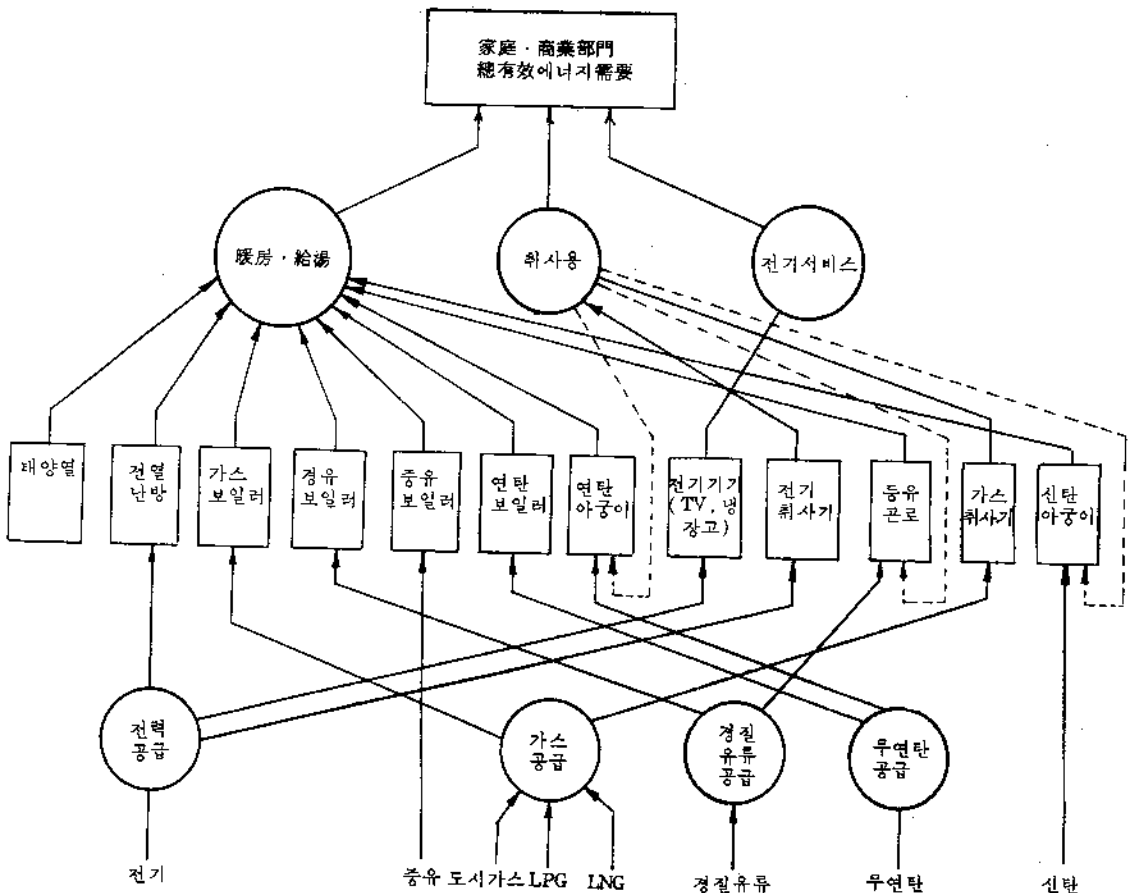 家庭·商業部門
總有效에너지需要
暖房·給湯
취사용
전기서비스
태양열
전열
난방
가스
보일러
경유
보일러
중유
보일러
연탄
보일러
연탄
아궁이
전기기기
(TV, 냉
장고)
전기
취사기
등유
곤로
가스
취사기
신탄
아궁이
전력
공급
가스
공급
경질
유류
공급
무연탄
공급
전기
중유 도시가스 LPG LNG
경질유류
무연탄
신탄